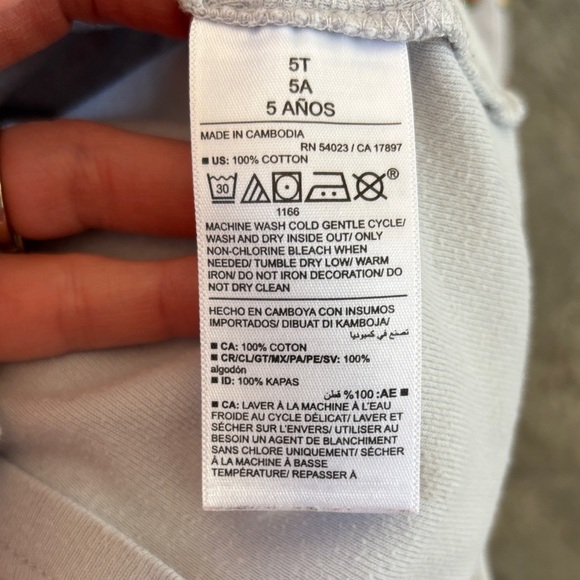 5T
5A
5 AÑOS
MADE IN CAMBODIA
RN 54023 / CA 17897
■ US: 100% COTTON
30
®
1166
MACHINE WASH COLD GENTLE CYCLE/
WASH AND DRY INSIDE OUT/ ONLY
NON-CHLORINE BLEACH WHEN
NEEDED/ TUMBLE DRY LOW/ WARM
IRON/ DO NOT IRON DECORATION/ DO
NOT DRY CLEAN
HECHO EN CAMBOYA CON INSUMOS
IMPORTADOS/ DIBUAT DI KAMBOJA/
تصنع في كمبوديا
■ CA: 100% COTON
■ CR/CL/GT/MX/PA/PE/SV: 100%
algodón
■ ID: 100% KAPAS
■ AE: 100% قطن
■ CA: LAVER À LA MACHINE À L'EAU
FROIDE AU CYCLE DÉLICAT/ LAVER ET
SÉCHER SUR L'ENVERS/ UTILISER AU
BESOIN UN AGENT DE BLANCHIMENT
SANS CHLORE UNIQUEMENT/ SÉCHER
À LA MACHINE À BASSE
TEMPÉRATURE/ REPASSER À